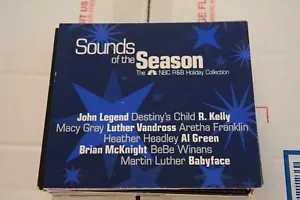 Sounds
of the
Season
The NBC R&B Holiday Collection
John Legend Destiny's Child R. Kelly
Macy Gray Luther Vandross Aretha Franklin
Heather Headley Al Green
Brian McKnight BeBe Winans
Martin Luther Babyface